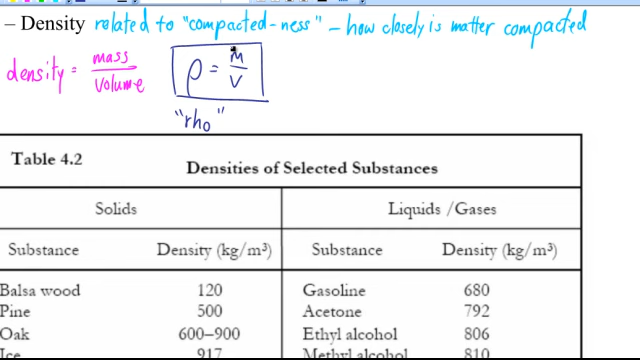 – Density related to "compacted-ness" – how closely is matter compacted
density = mass / volume ρ = m / v
"rho"
Table 4.2
Densities of Selected Substances
Solids Liquids /Gases
Substance Density (kg/m³) Substance Density (kg/m³)
Balsa wood 120 Gasoline 680
Pine 500 Acetone 792
Oak 600–900 Ethyl alcohol 806
Ice 917 Methyl alcohol 810